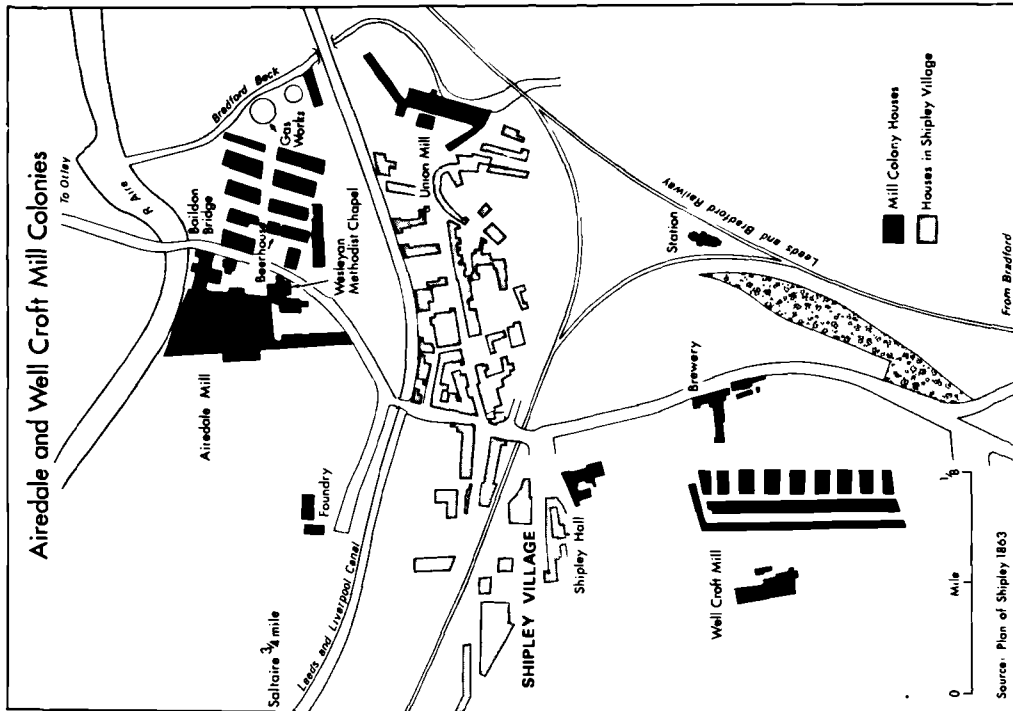 Airedale and Well Croft Mill Colonies
To Otley
R Aire
Bradford Beck
Baildon
Bridge
Gas
Works
Beerhouse
Wesleyan
Methodist Chapel
Airedale Mill
Union Mill
Foundry
Saltaire 3/4 mile
Leeds and Liverpool Canal
SHIPLEY VILLAGE
Shipley Hall
Station
Leeds and Bradford Railway
Brewery
Well Croft Mill
Mill Colony Houses
Houses in Shipley Village
From Bradford
0 Mile 1/8
Source: Plan of Shipley 1863